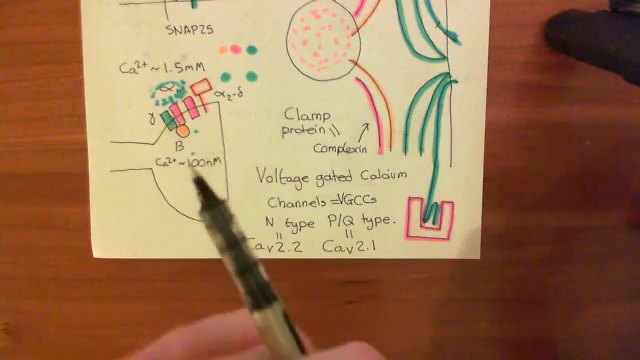 SNAP25
Ca²⁺ ~ 1.5mM
α₁
α₂-δ
γ
β
Ca²⁺ ~ 100nM
Clamp
protein =
Complexin
Voltage gated Calcium
Channels = VGCCs
N type P/Q type.
= =
Cav2.2 Cav2.1